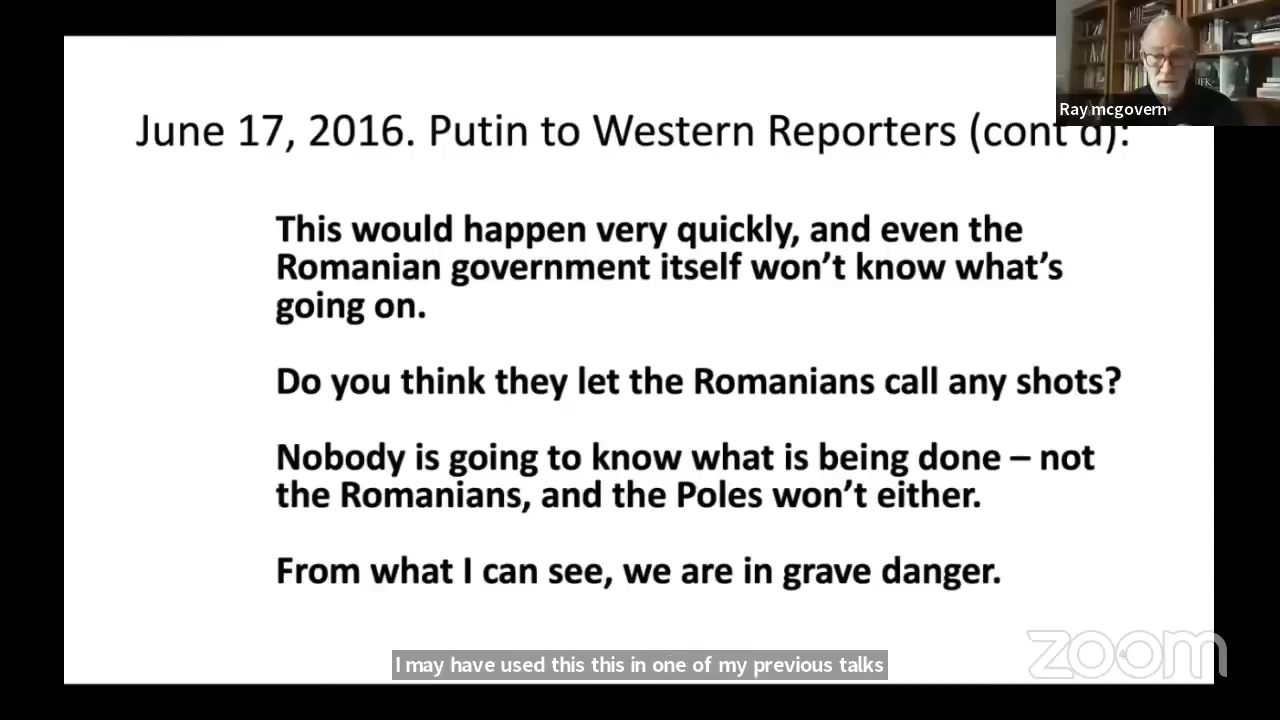 Ray mcgovern
June 17, 2016. Putin to Western Reporters (cont'd):
This would happen very quickly, and even the
Romanian government itself won't know what's
going on.
Do you think they let the Romanians call any shots?
Nobody is going to know what is being done – not
the Romanians, and the Poles won't either.
From what I can see, we are in grave danger.
I may have used this this in one of my previous talks
zoom